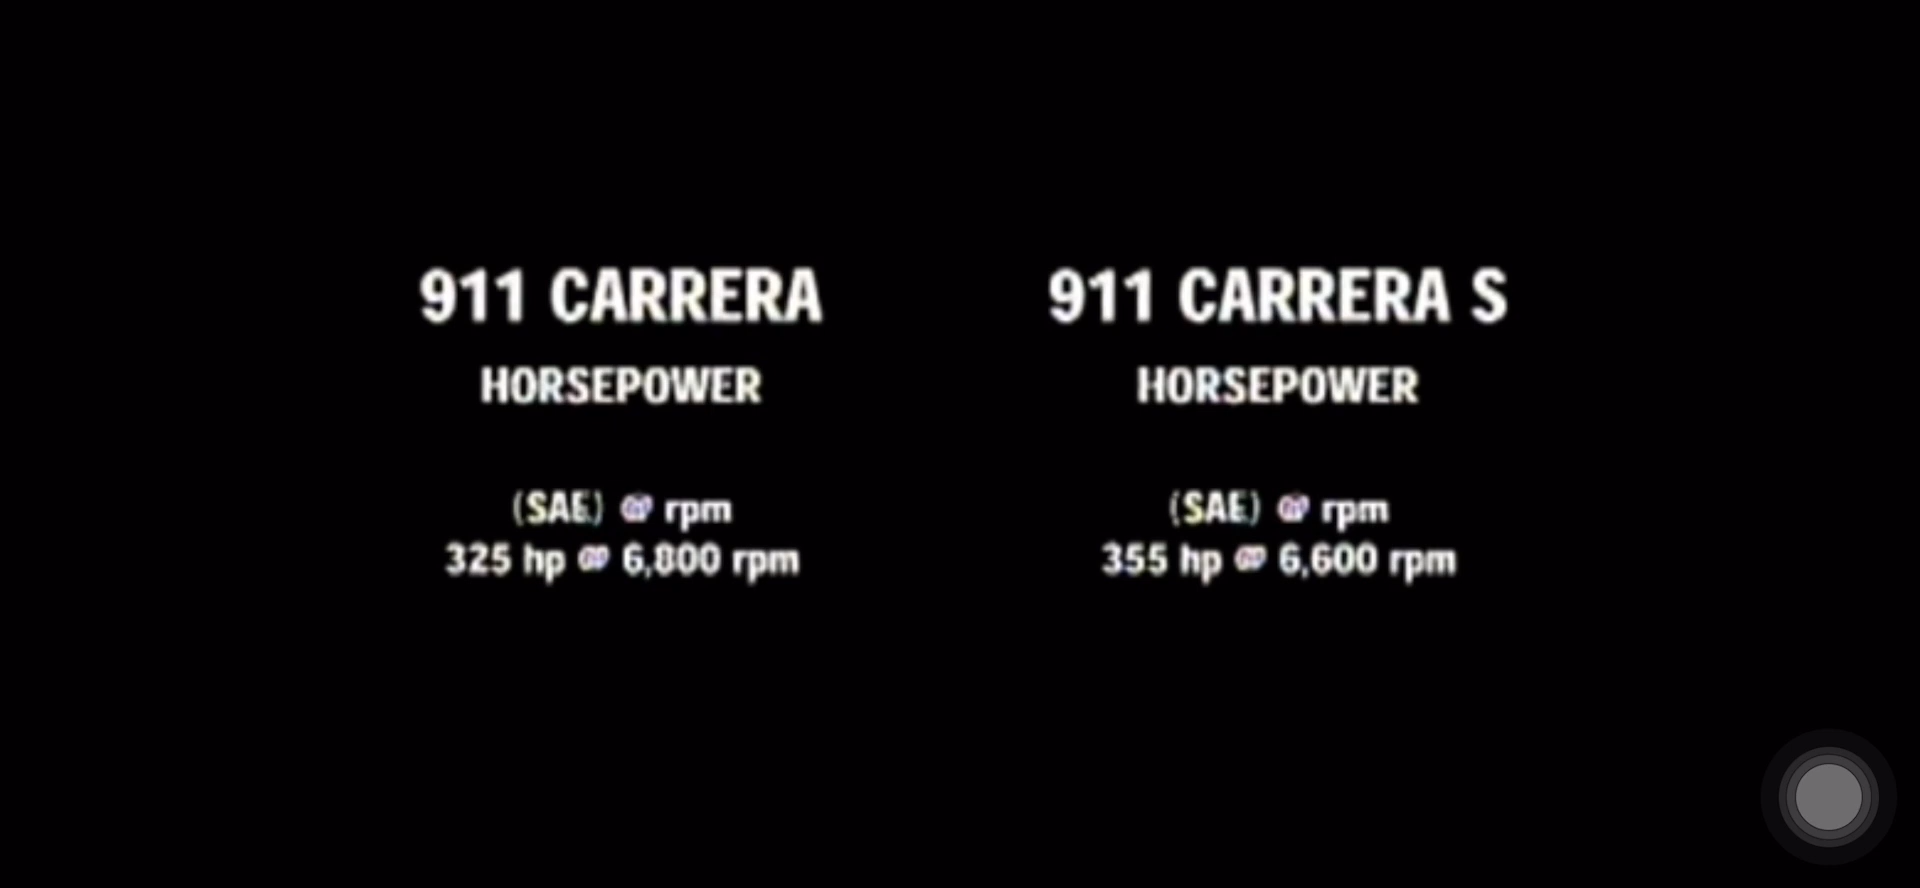 911 CARRERA
HORSEPOWER
(SAE) @ rpm
325 hp @ 6,800 rpm
911 CARRERA S
HORSEPOWER
(SAE) @ rpm
355 hp @ 6,600 rpm